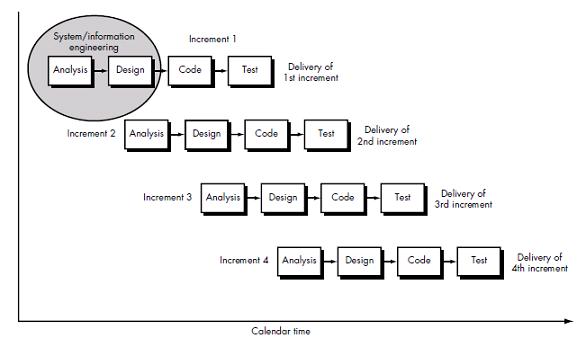 System/information
engineering
Increment 1
Analysis
Design
Code
Test
Delivery of
1st increment
Increment 2
Analysis
Design
Code
Test
Delivery of
2nd increment
Increment 3
Analysis
Design
Code
Test
Delivery of
3rd increment
Increment 4
Analysis
Design
Code
Test
Delivery of
4th increment
Calendar time